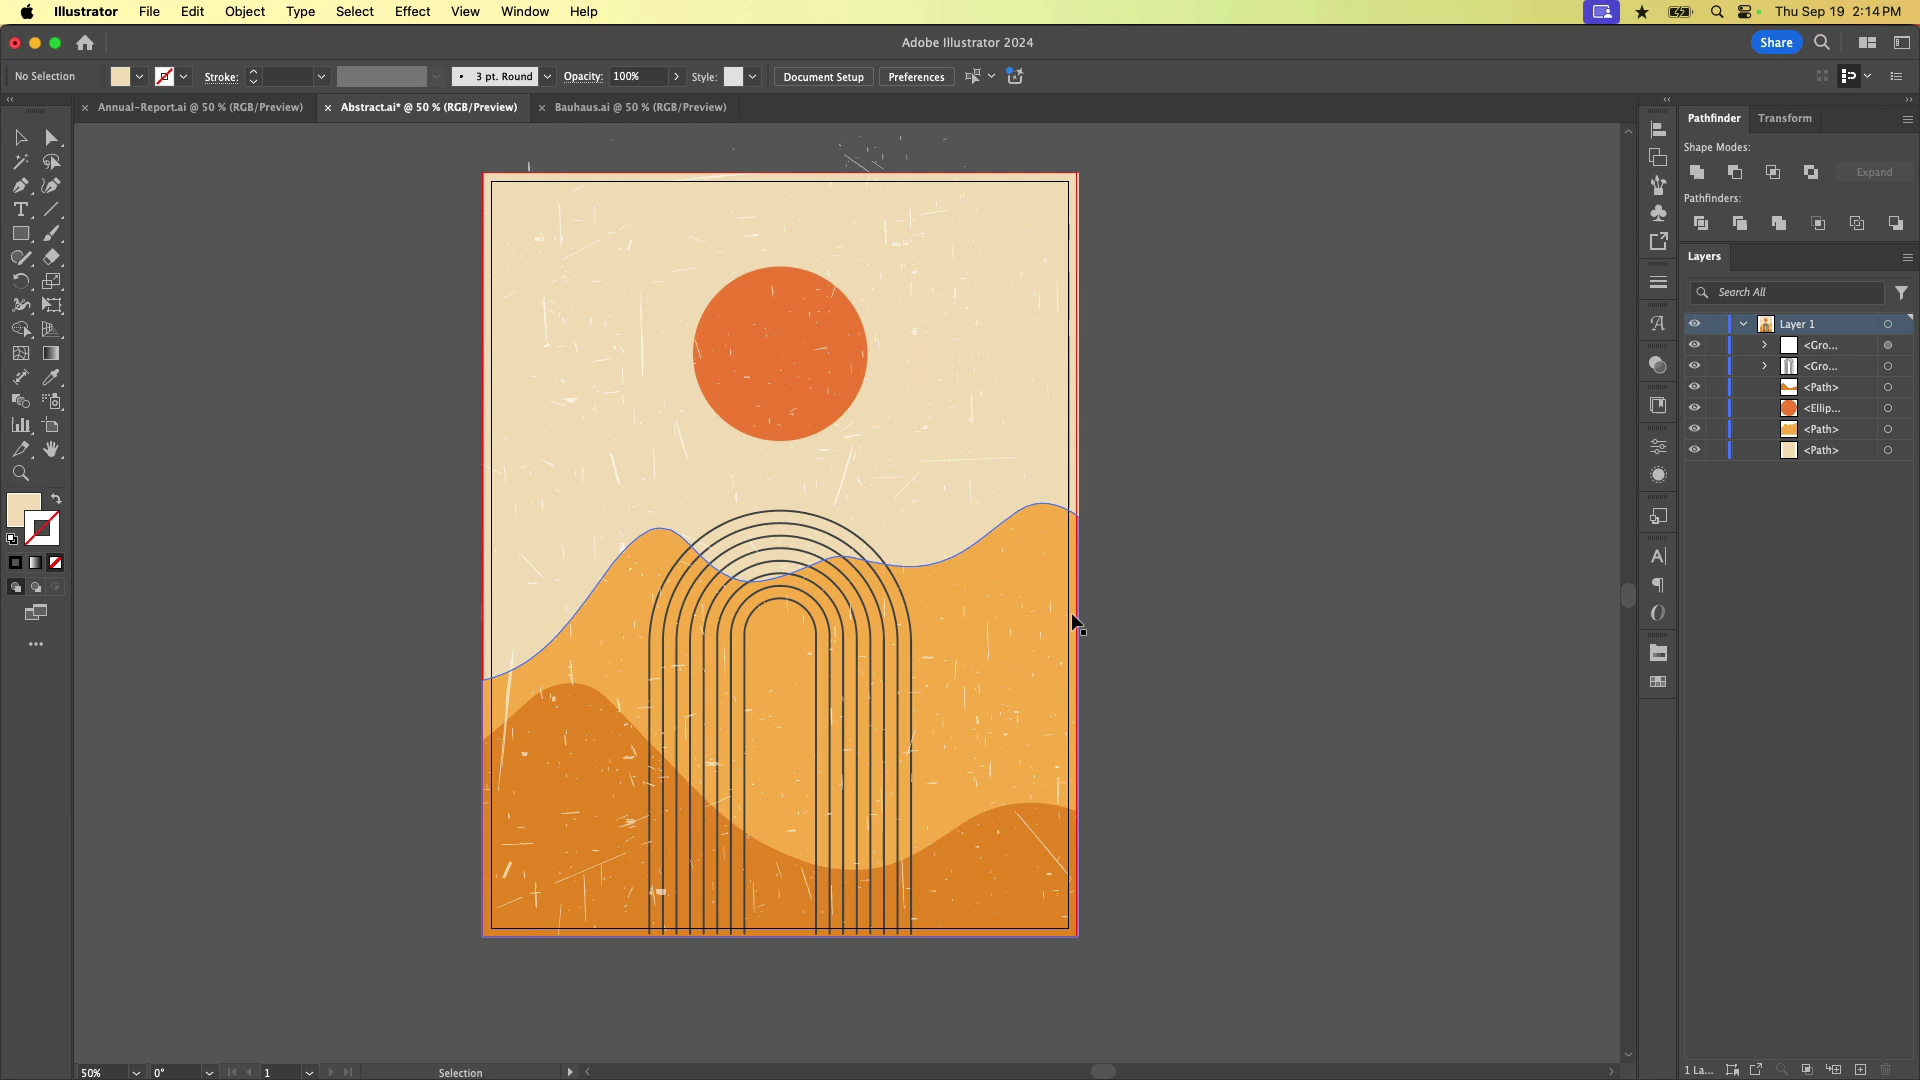 Illustrator File Edit Object Type Select Effect View Window Help Thu Sep 19 2:14 PM
Adobe Illustrator 2024 Share
No Selection Stroke: 3 pt. Round Opacity: 100% Style: Document Setup Preferences
Annual-Report.ai @ 50 % (RGB/Preview) Abstract.ai* @ 50 % (RGB/Preview) Bauhaus.ai @ 50 % (RGB/Preview)
Pathfinder Transform
Shape Modes:
Expand
Pathfinders:
Layers
Search All
Layer 1
<Gro...
<Gro...
<Path>
<Ellip...
<Path>
<Path>
50% 0° 1 Selection 1 La...